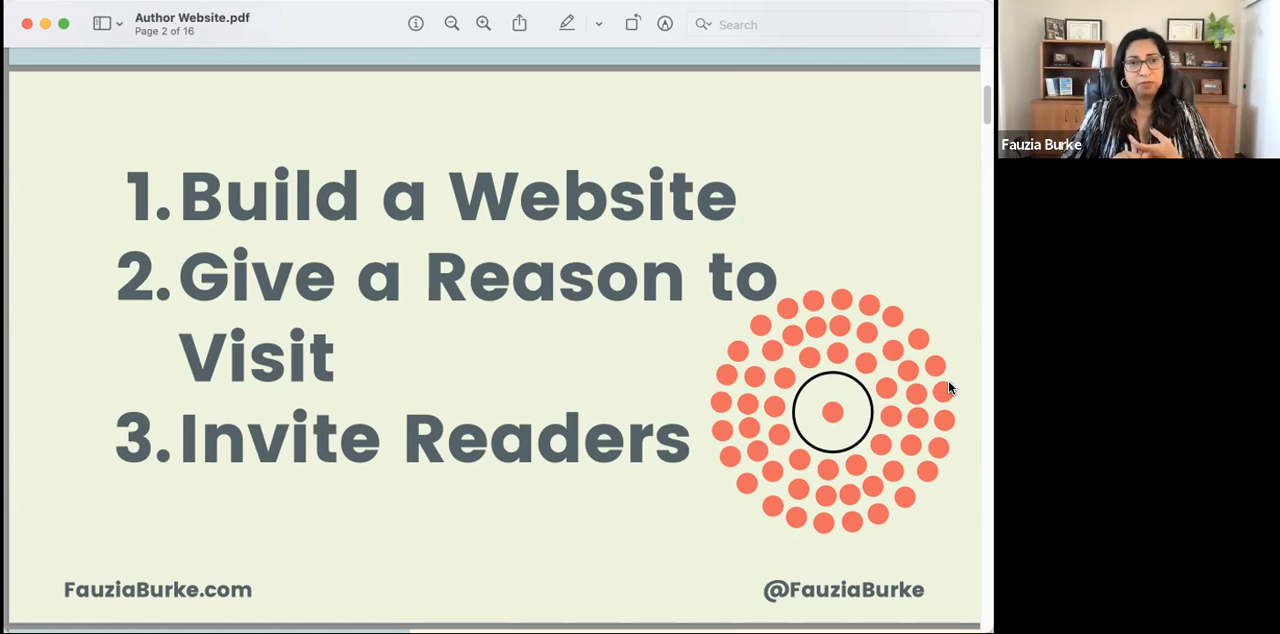 Author Website.pdf
Page 2 of 16
Search
Fauzia Burke
1. Build a Website
2. Give a Reason to
Visit
3. Invite Readers
FauziaBurke.com
@FauziaBurke